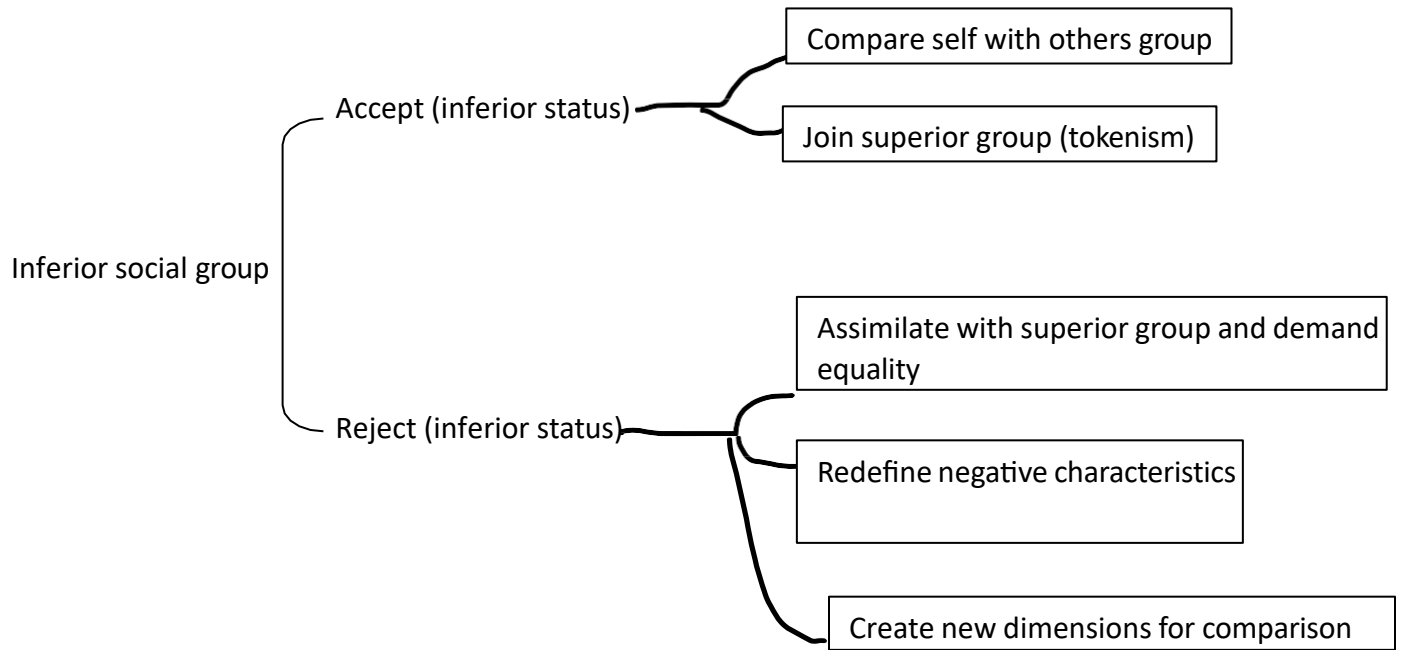 Compare self with others group
Accept (inferior status)
Join superior group (tokenism)
Inferior social group
Assimilate with superior group and demand
equality
Reject (inferior status)
Redefine negative characteristics
Create new dimensions for comparison